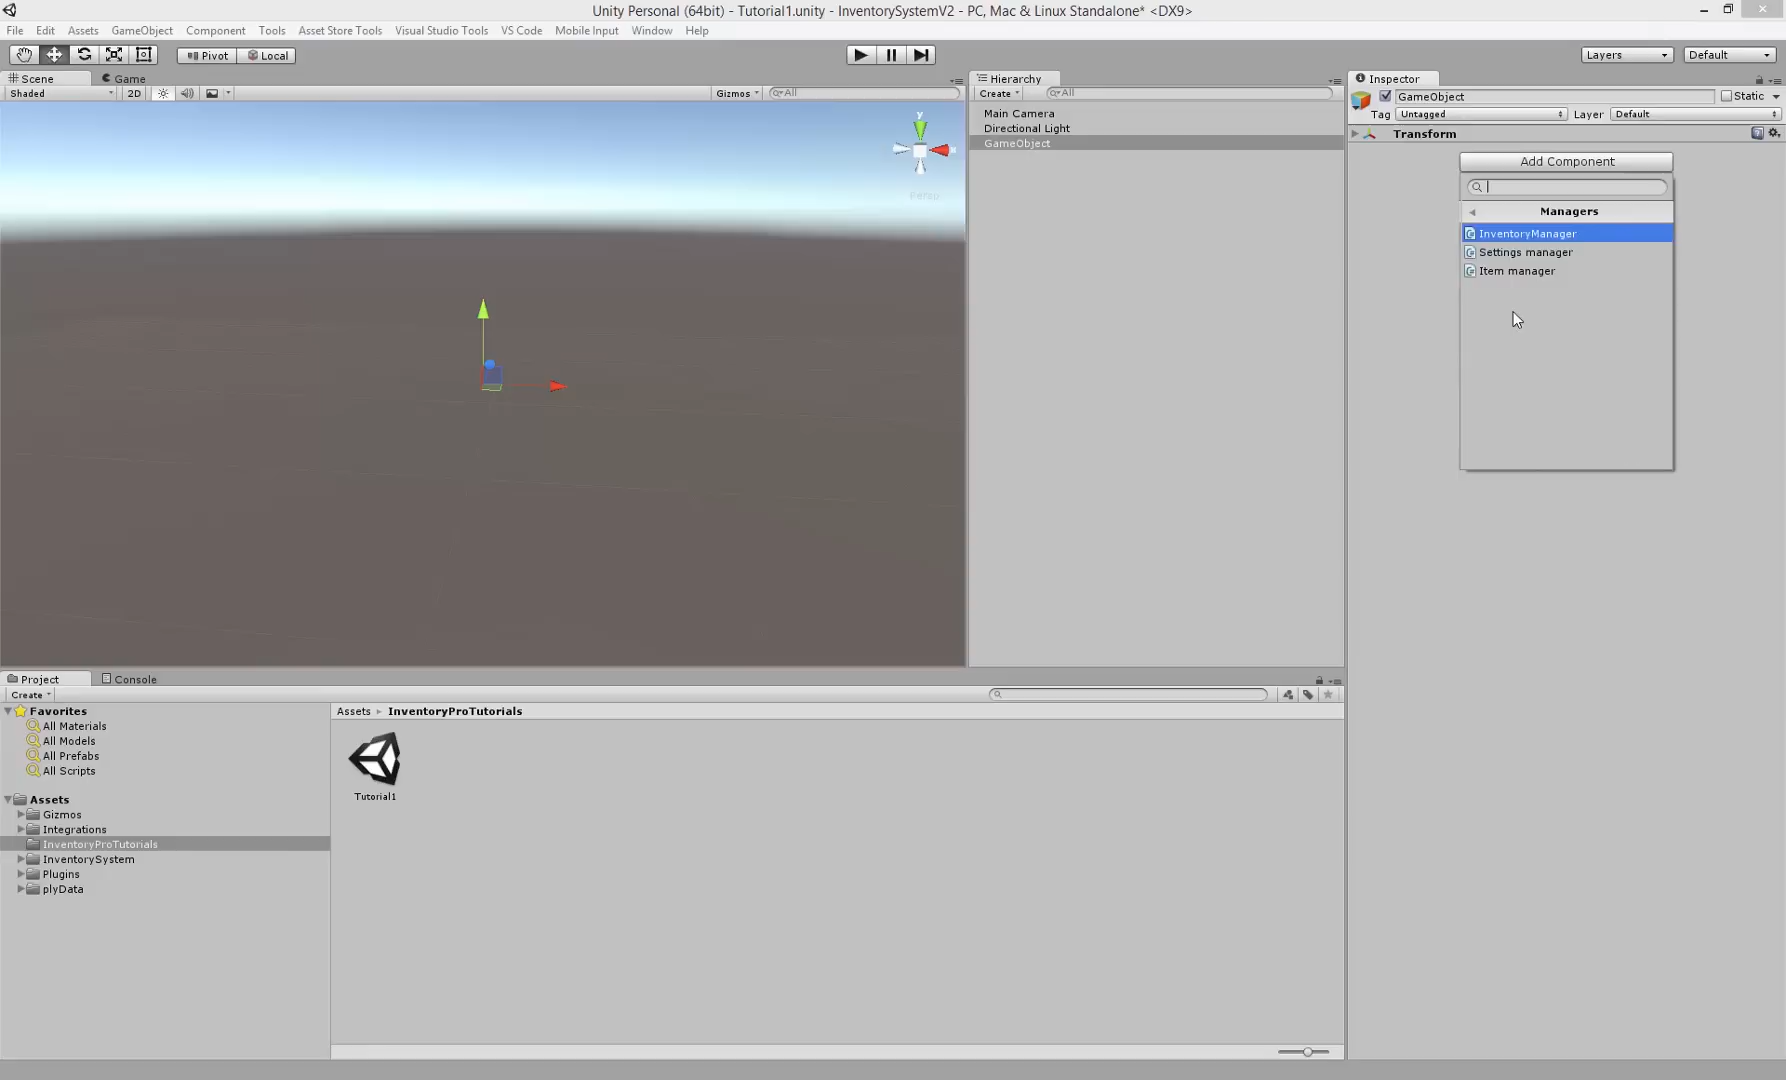 Unity Personal (64bit) - Tutorial1.unity - InventorySystemV2 - PC, Mac & Linux Standalone* <DX9>
File Edit Assets GameObject Component Tools Asset Store Tools Visual Studio Tools VS Code Mobile Input Window Help
Pivot Local Layers Default
Scene Game
Shaded 2D Gizmos All
y
Persp
Hierarchy
Create All
Main Camera
Directional Light
GameObject
Inspector
GameObject Static
Tag Untagged Layer Default
Transform
Add Component
Managers
InventoryManager
Settings manager
Item manager
Project Console
Create
Favorites
All Materials
All Models
All Prefabs
All Scripts
Assets
Gizmos
Integrations
InventoryProTutorials
InventorySystem
Plugins
plyData
Assets InventoryProTutorials
Tutorial1